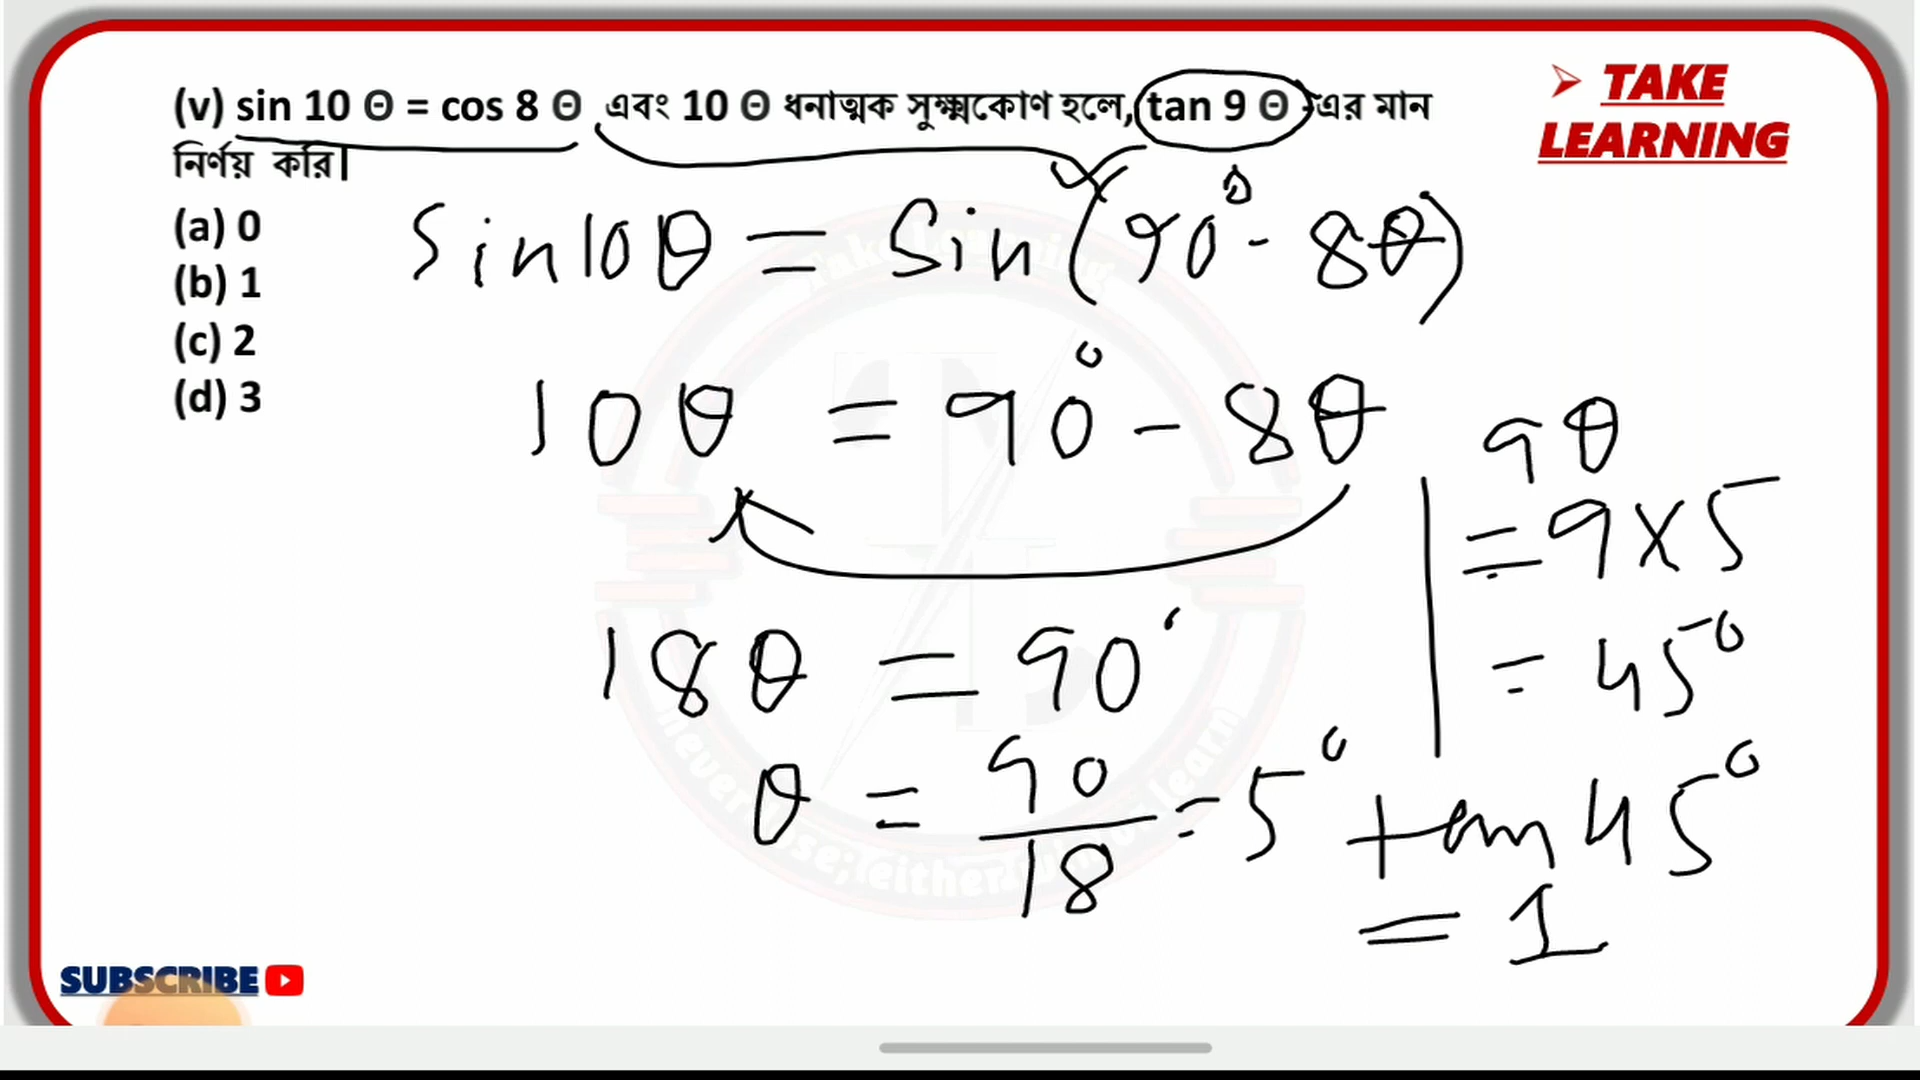 (v) sin 10 Θ = cos 8 Θ এবং 10 Θ ধনাত্মক সুক্ষ্মকোণ হলে, tan 9 Θ -এর মান
নির্ণয় করি|
(a) 0
(b) 1
(c) 2
(d) 3
➢ TAKE
LEARNING
sin10θ = sin(90° - 8θ)
10θ = 90° - 8θ
18θ = 90°
θ = 90/18 = 5°
9θ
= 9×5
= 45°
tan 45°
= 1
SUBSCRIBE